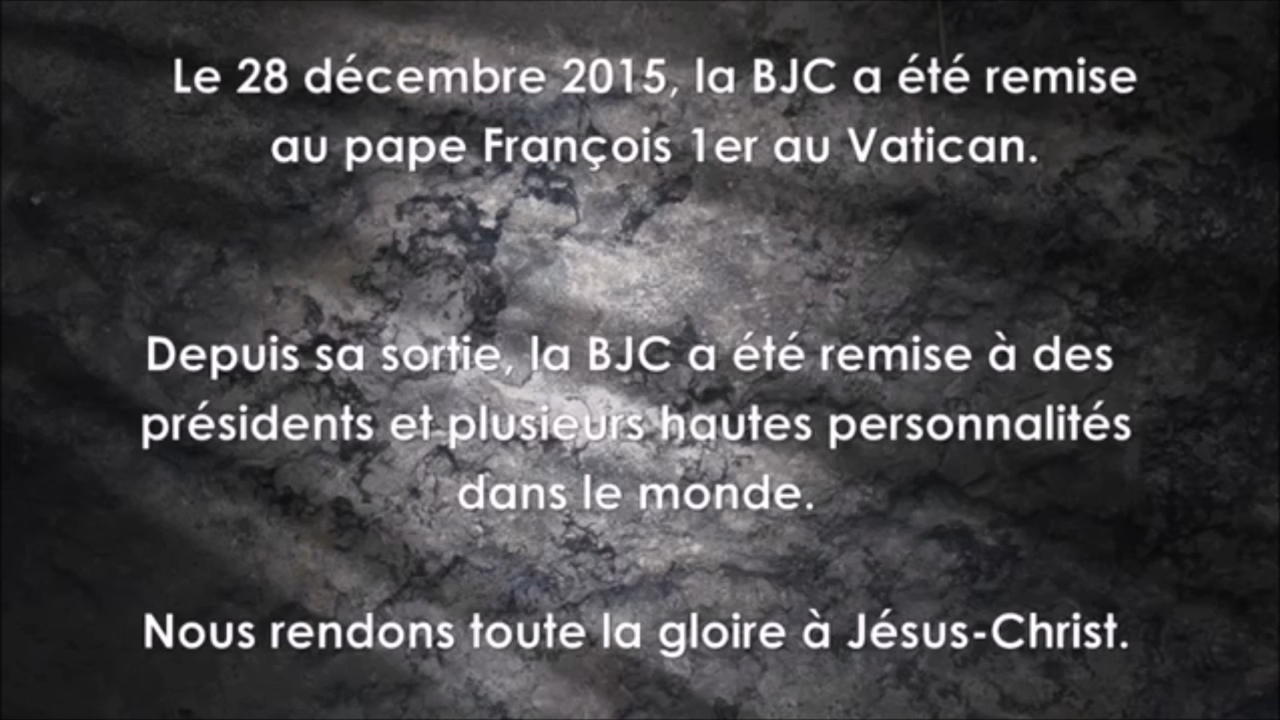 Le 28 décembre 2015, la BJC a été remise
au pape François 1er au Vatican.
Depuis sa sortie, la BJC a été remise à des
présidents et plusieurs hautes personnalités
dans le monde.
Nous rendons toute la gloire à Jésus-Christ.